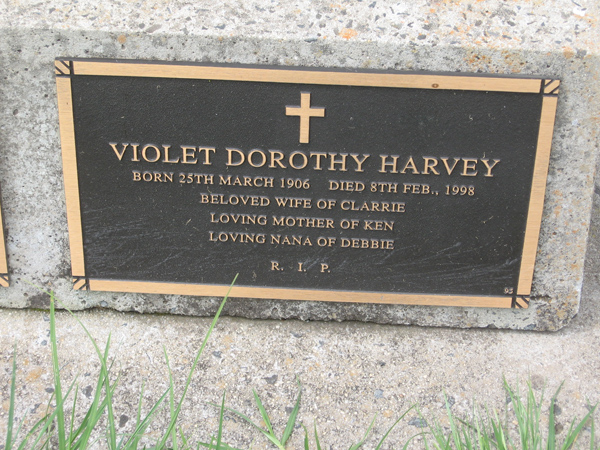 VIOLET DOROTHY HARVEY
BORN 25TH MARCH 1906 DIED 8TH FEB., 1998
BELOVED WIFE OF CLARRIE
LOVING MOTHER OF KEN
LOVING NANA OF DEBBIE
R. I. P.
95